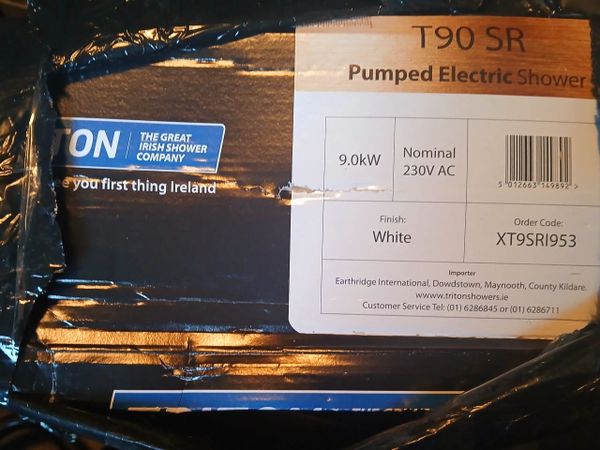 T90 SR
Pumped Electric Shower
TON
THE GREAT
IRISH SHOWER
COMPANY
you first thing Ireland
9.0kW
Nominal
230V AC
5 012663 149892 >
Finish:
White
Order Code:
XT9SRI953
Importer
Earthridge International, Dowdstown, Maynooth, County Kildare.
wwww.tritonshowers.ie
Customer Service Tel: (01) 6286845 or (01) 6286711